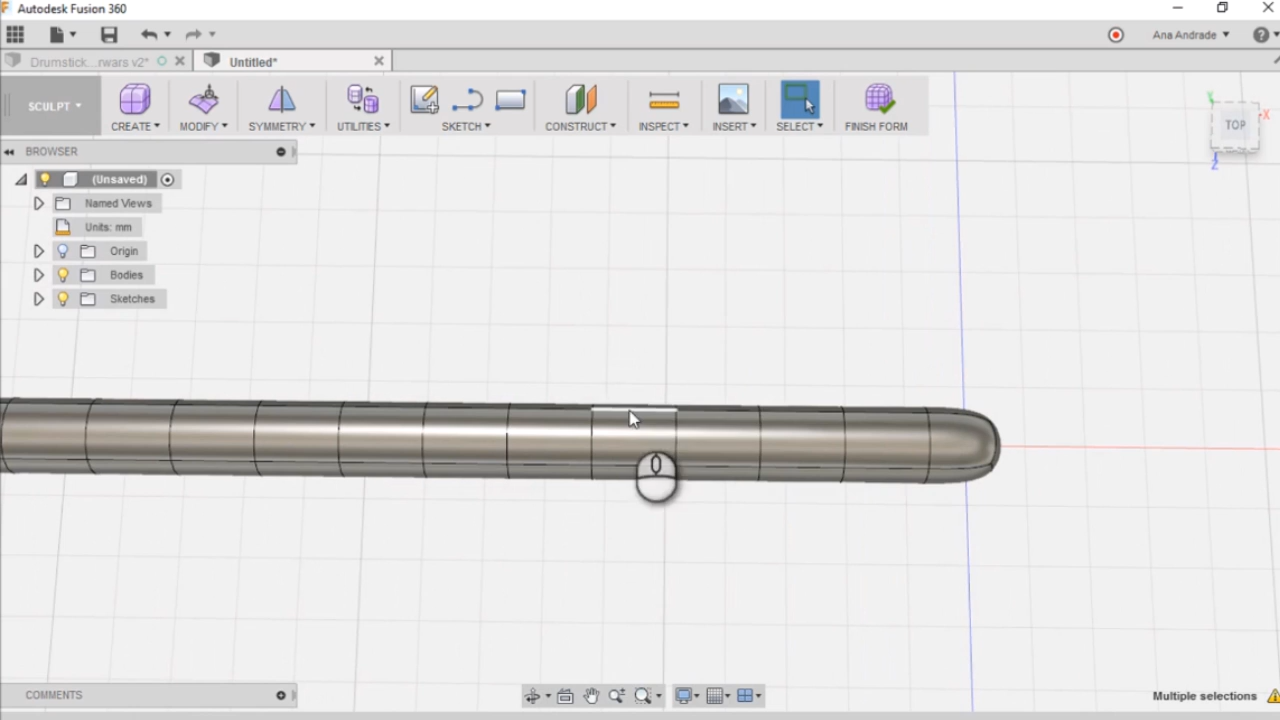 Autodesk Fusion 360
Ana Andrade
Drumstick...rwars v2*
Untitled*
SCULPT
CREATE
MODIFY
SYMMETRY
UTILITIES
SKETCH
CONSTRUCT
INSPECT
INSERT
SELECT
FINISH FORM
TOP
X
Y
Z
BROWSER
(Unsaved)
Named Views
Units: mm
Origin
Bodies
Sketches
COMMENTS
Multiple selections